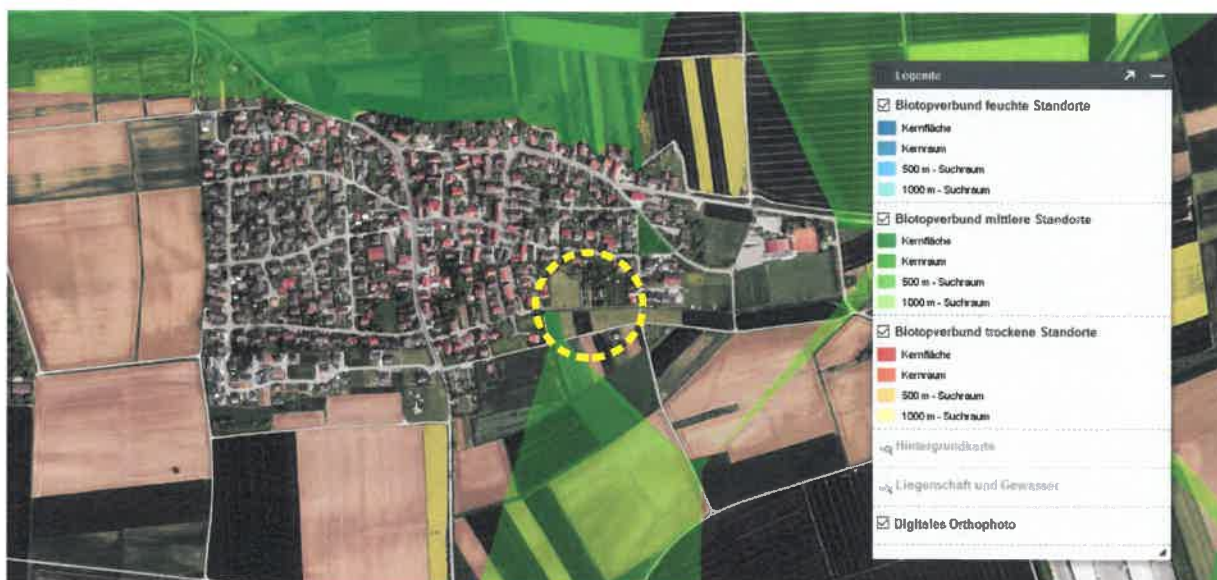 Legende
Biotopverbund feuchte Standorte
Kernfläche
Kernraum
500 m - Suchraum
1000 m - Suchraum
Biotopverbund mittlere Standorte
Kernfläche
Kernraum
500 m - Suchraum
1000 m - Suchraum
Biotopverbund trockene Standorte
Kernfläche
Kernraum
500 m - Suchraum
1000 m - Suchraum
Hintergrundkarte
Liegenschaft und Gewässer
Digitales Orthophoto